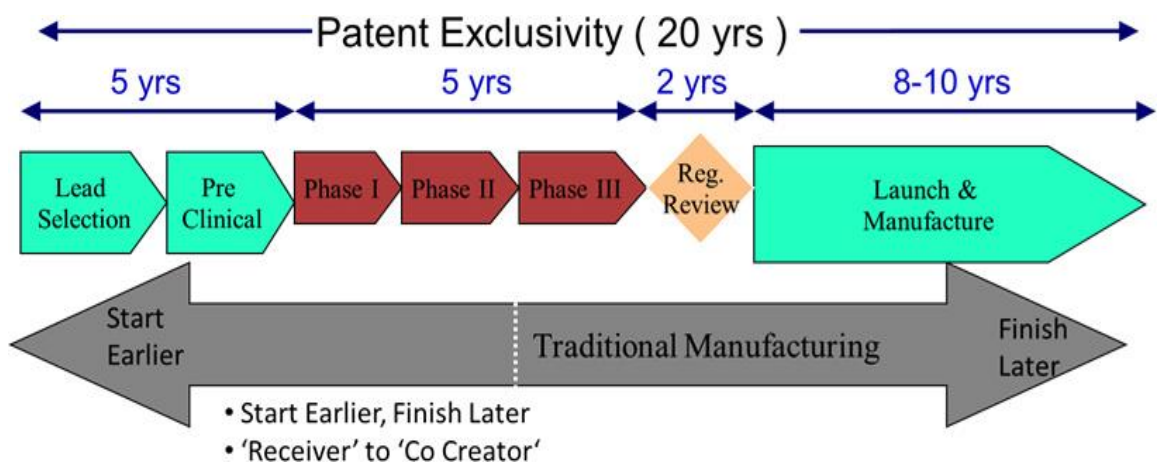 Patent Exclusivity ( 20 yrs )
5 yrs
5 yrs
2 yrs
8-10 yrs
Lead
Selection
Pre
Clinical
Phase I
Phase II
Phase III
Reg.
Review
Launch &
Manufacture
Start
Earlier
Traditional Manufacturing
Finish
Later
• Start Earlier, Finish Later
• ‘Receiver’ to ‘Co Creator‘